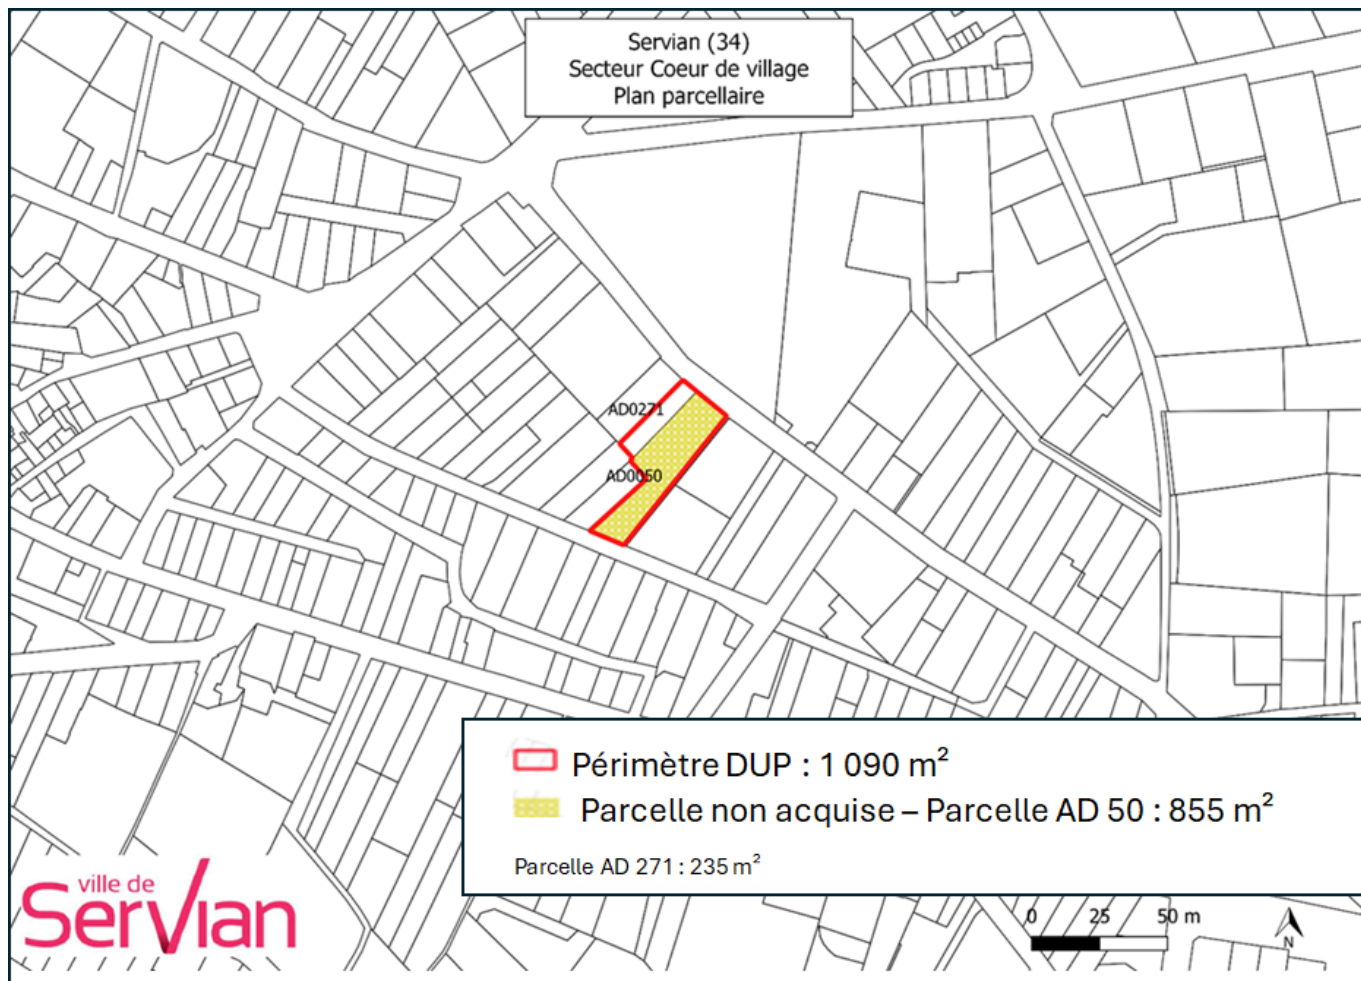 Servian (34)
Secteur Coeur de village
Plan parcellaire
AD0271
AD0050
Périmètre DUP : 1 090 m²
Parcelle non acquise – Parcelle AD 50 : 855 m²
Parcelle AD 271 : 235 m²
ville de
Servian
0 25 50 m
N